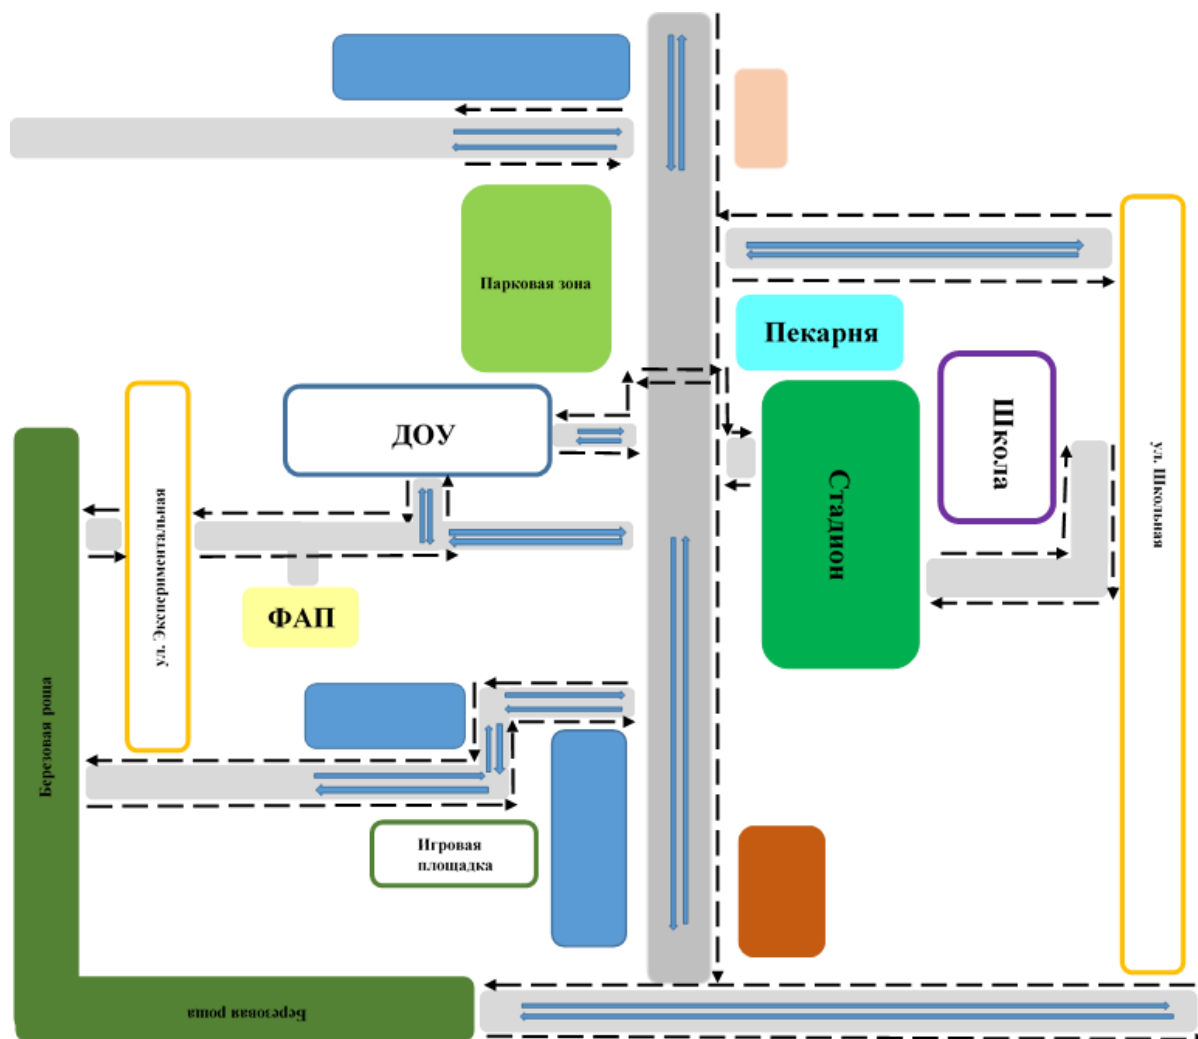 Парковая зона
Пекарня
ДОУ
Школа
ул. Школьная
Стадион
ул. Экспериментальная
ФАП
Березовая роща
Игровая
площадка
Березовая роща